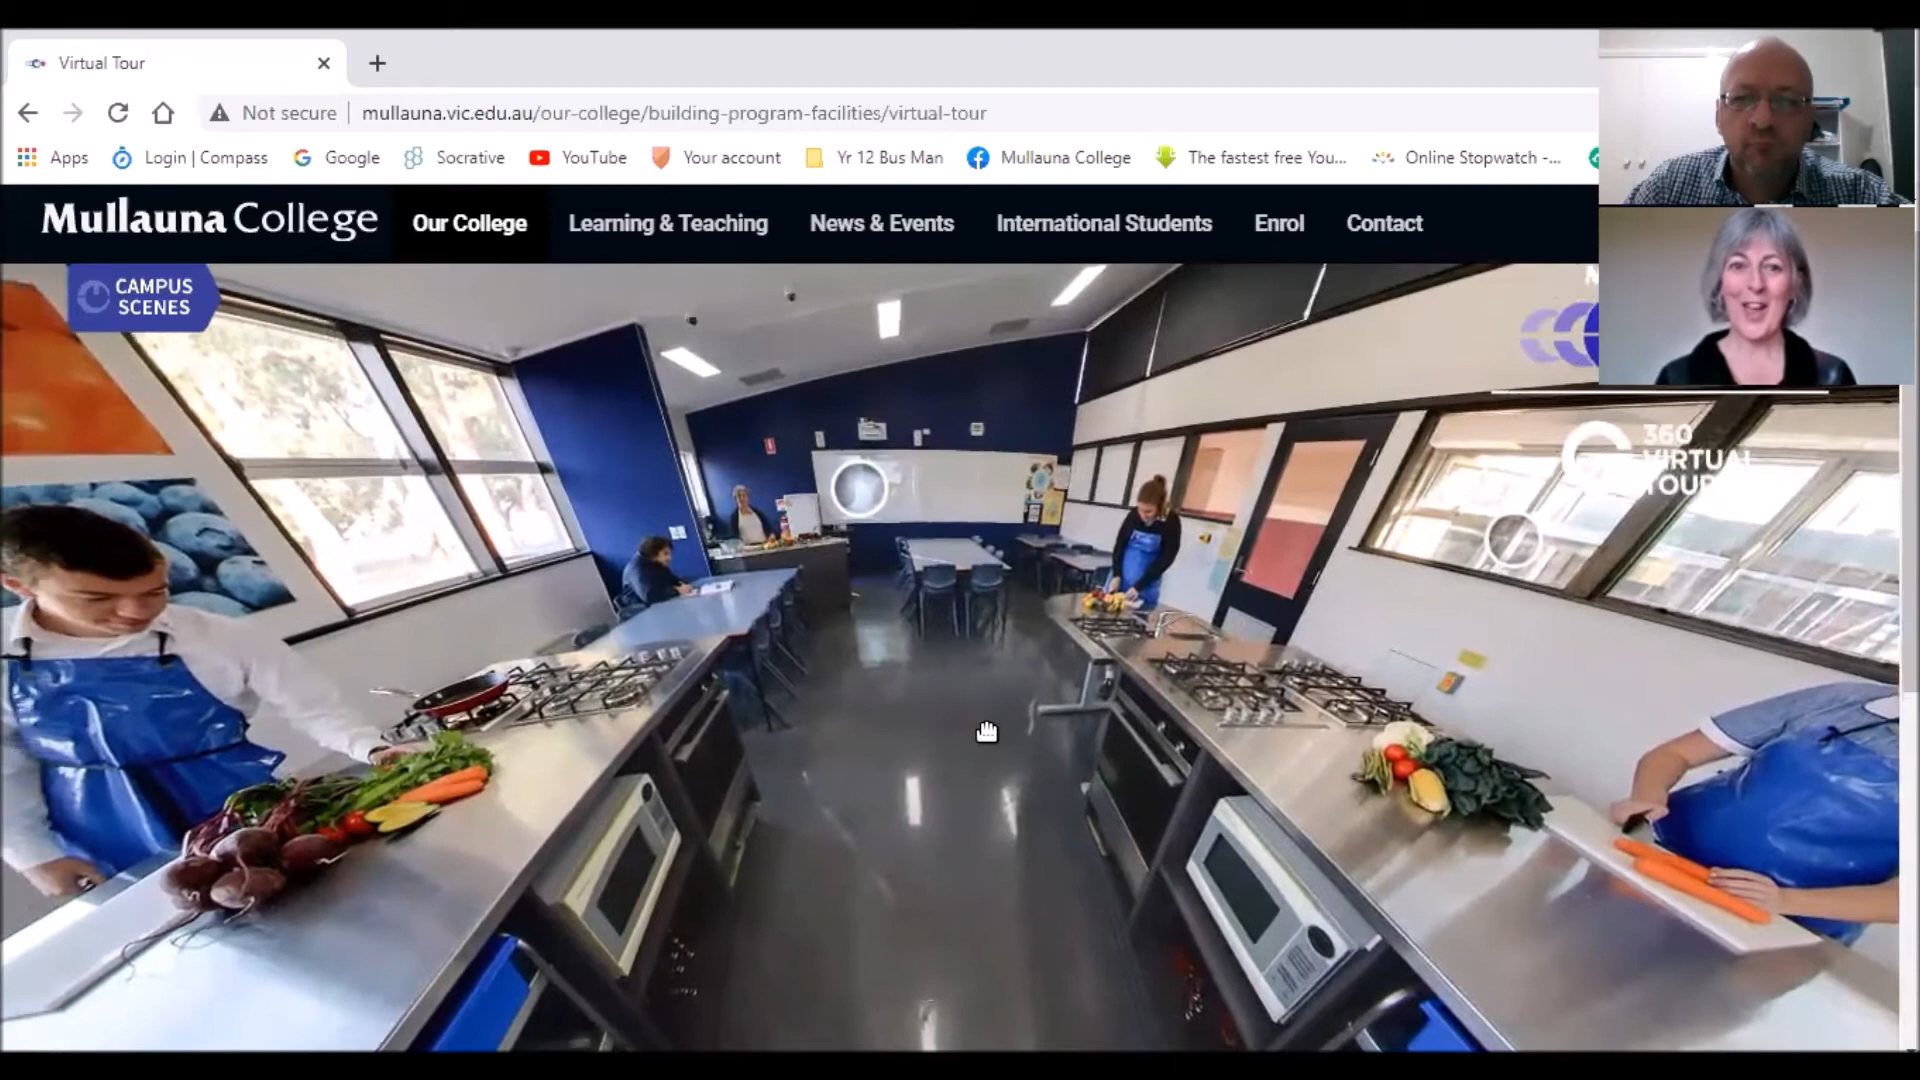 Virtual Tour
Not secure
mullauna.vic.edu.au/our-college/building-program-facilities/virtual-tour
Apps
Login | Compass
Google
Socrative
YouTube
Your account
Yr 12 Bus Man
Mullauna College
The fastest free You...
Online Stopwatch -...
Mullauna College
Our College
Learning & Teaching
News & Events
International Students
Enrol
Contact
CAMPUS
SCENES
360
VIRTUAL
TOUR